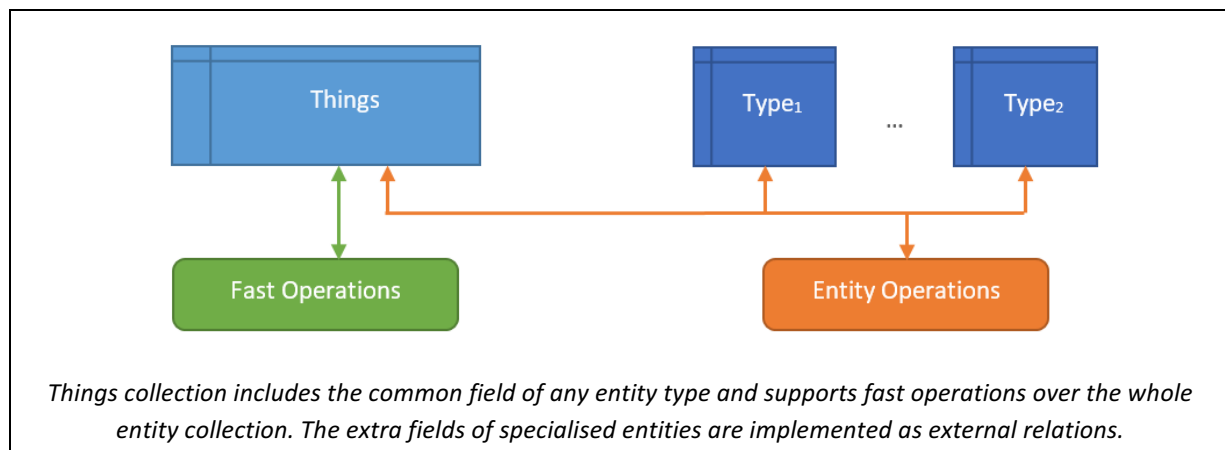 Things
Type₁
...
Type₂
Fast Operations
Entity Operations
Things collection includes the common field of any entity type and supports fast operations over the whole
entity collection. The extra fields of specialised entities are implemented as external relations.